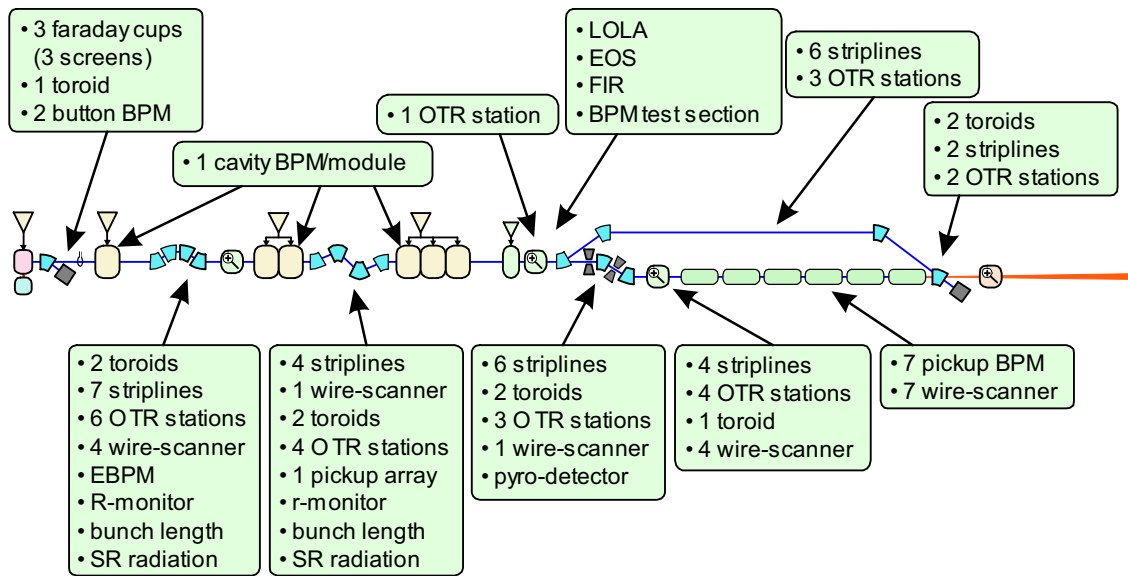 • 3 faraday cups
(3 screens)
• 1 toroid
• 2 button BPM
• 1 cavity BPM/module
• 1 OTR station
• LOLA
• EOS
• FIR
• BPM test section
• 6 striplines
• 3 OTR stations
• 2 toroids
• 2 striplines
• 2 OTR stations
• 2 toroids
• 7 striplines
• 6 OTR stations
• 4 wire-scanner
• EBPM
• R-monitor
• bunch length
• SR radiation
• 4 striplines
• 1 wire-scanner
• 2 toroids
• 4 OTR stations
• 1 pickup array
• r-monitor
• bunch length
• SR radiation
• 6 striplines
• 2 toroids
• 3 OTR stations
• 1 wire-scanner
• pyro-detector
• 4 striplines
• 4 OTR stations
• 1 toroid
• 4 wire-scanner
• 7 pickup BPM
• 7 wire-scanner